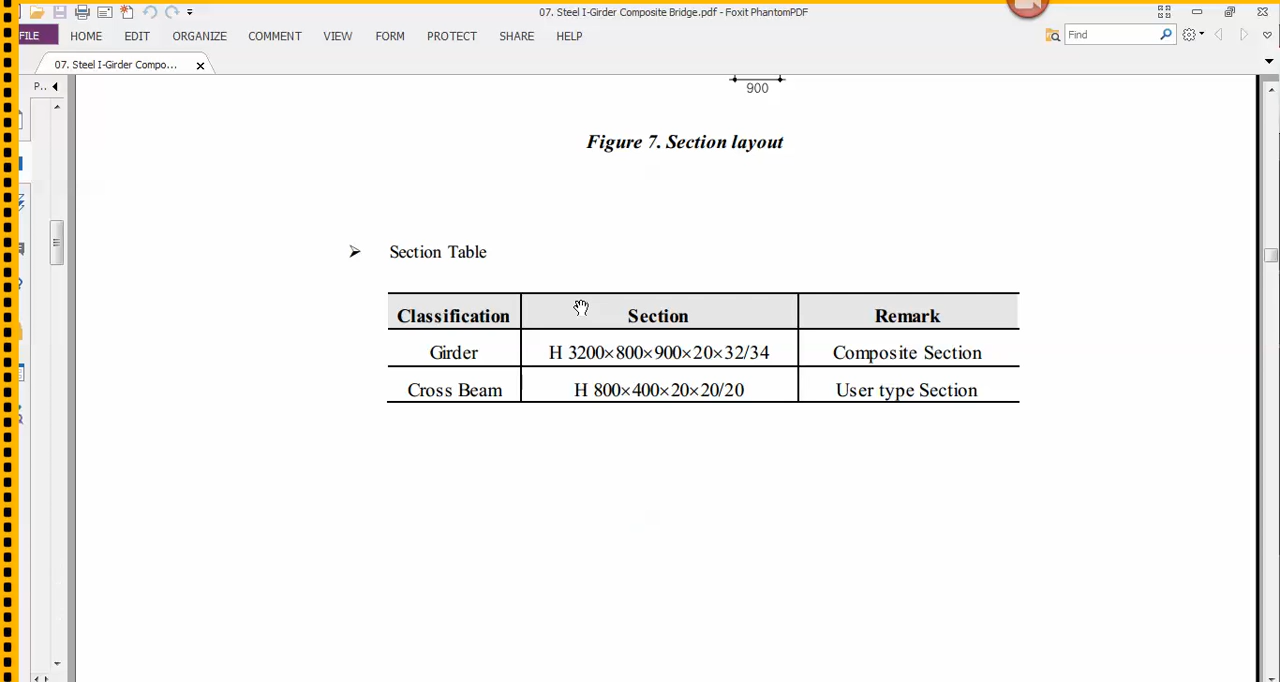 07. Steel I-Girder Composite Bridge.pdf - Foxit PhantomPDF
FILE HOME EDIT ORGANIZE COMMENT VIEW FORM PROTECT SHARE HELP Find
07. Steel I-Girder Compo...
P..
900
Figure 7. Section layout
Section Table
Classification Section Remark
Girder H 3200×800×900×20×32/34 Composite Section
Cross Beam H 800×400×20×20/20 User type Section